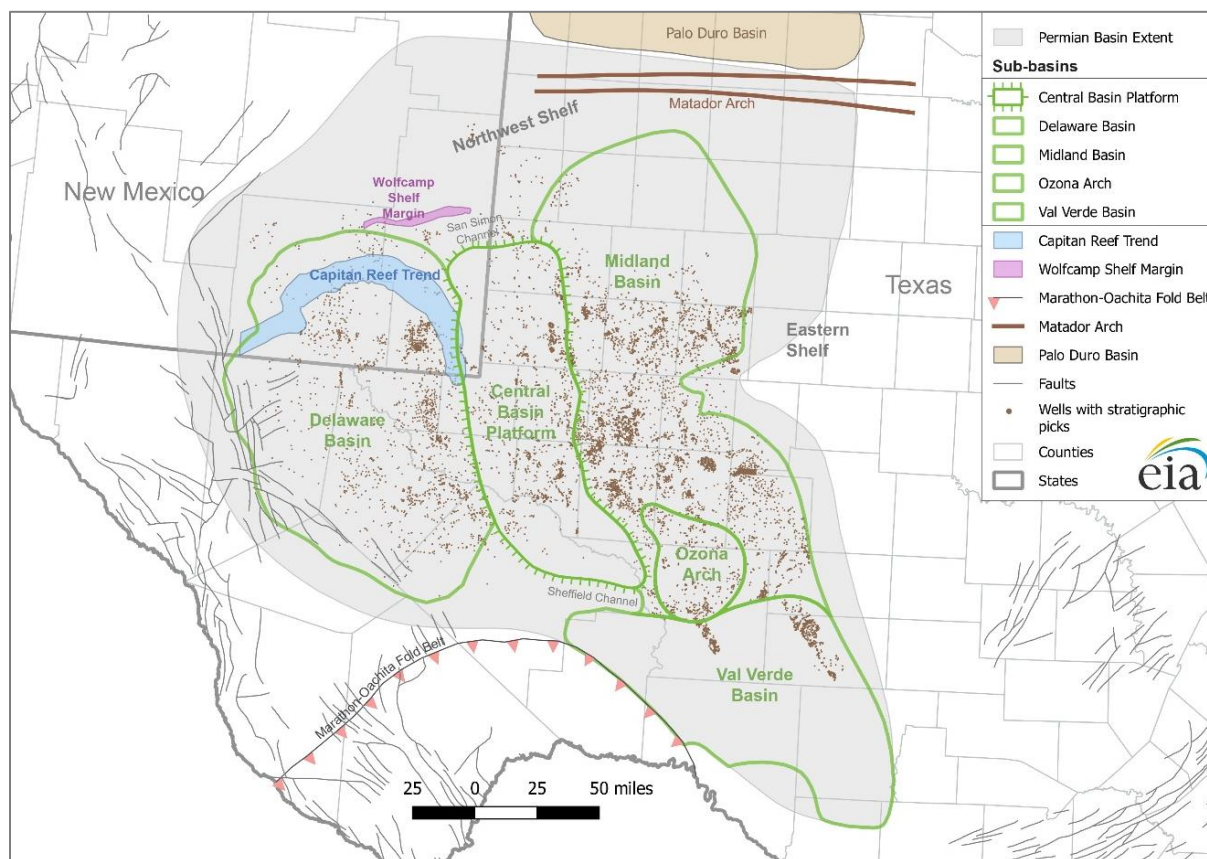 Palo Duro Basin
Matador Arch
Northwest Shelf
New Mexico
Wolfcamp
Shelf
Margin
San Simon
Channel
Capitan Reef Trend
Midland
Basin
Texas
Eastern
Shelf
Central
Basin
Platform
Delaware
Basin
Ozona
Arch
Sheffield Channel
Val Verde
Basin
Marathon-Oachita Fold Belt
25 0 25 50 miles
Permian Basin Extent
Sub-basins
Central Basin Platform
Delaware Basin
Midland Basin
Ozona Arch
Val Verde Basin
Capitan Reef Trend
Wolfcamp Shelf Margin
Marathon-Oachita Fold Belt
Matador Arch
Palo Duro Basin
Faults
Wells with stratigraphic
picks
Counties
States
eia